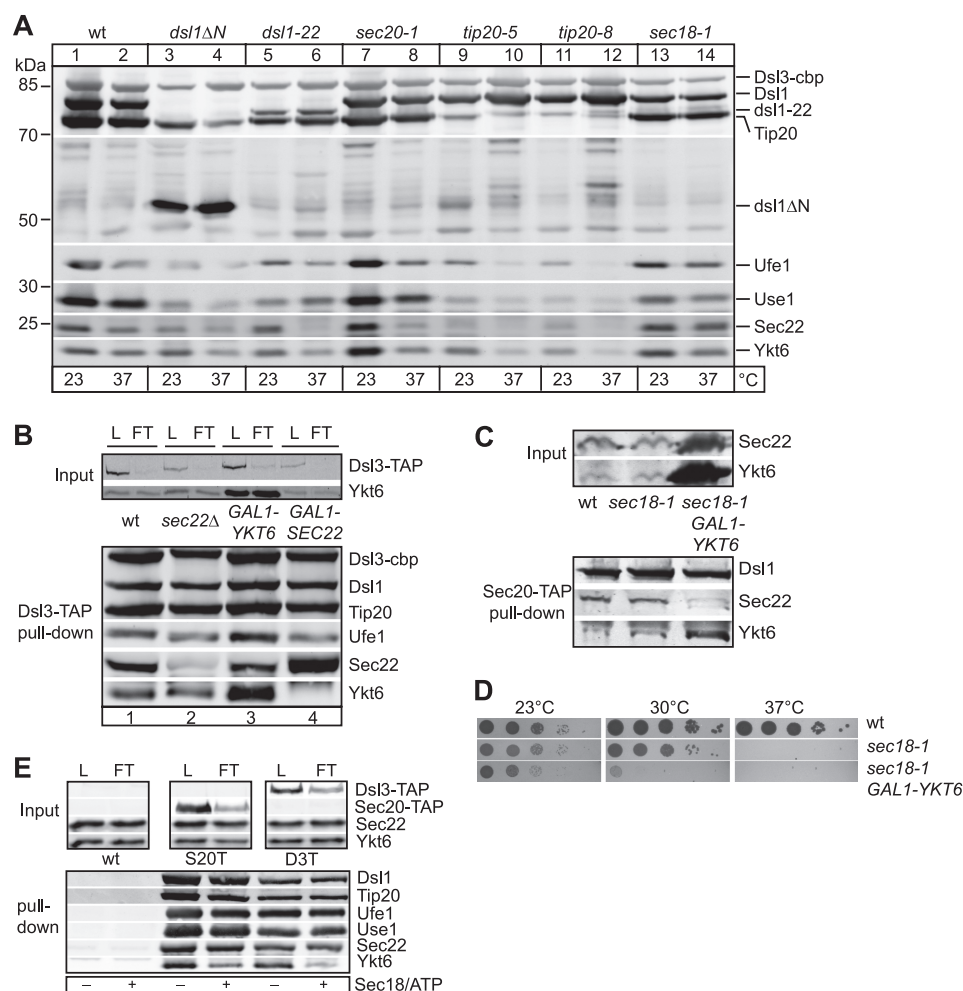 A
wt dsl1ΔN dsl1-22 sec20-1 tip20-5 tip20-8 sec18-1
1 2 3 4 5 6 7 8 9 10 11 12 13 14
kDa
85
70
50
30
25
Dsl3-cbp
Dsl1
dsl1-22
Tip20
dsl1ΔN
Ufe1
Use1
Sec22
Ykt6
23 37 23 37 23 37 23 37 23 37 23 37 23 37 °C
B
L FT L FT L FT L FT
Input
Dsl3-TAP
Ykt6
wt sec22Δ GAL1-YKT6 GAL1-SEC22
Dsl3-TAP
pull-down
Dsl3-cbp
Dsl1
Tip20
Ufe1
Sec22
Ykt6
1 2 3 4
C
Input
Sec22
Ykt6
wt sec18-1 sec18-1
GAL1-
YKT6
Sec20-TAP
pull-down
Dsl1
Sec22
Ykt6
D
23°C 30°C 37°C
wt
sec18-1
sec18-1
GAL1-YKT6
E
L FT L FT L FT
Input
Dsl3-TAP
Sec20-TAP
Sec22
Ykt6
wt S20T D3T
pull-
down
Dsl1
Tip20
Ufe1
Use1
Sec22
Ykt6
– + – + – + Sec18/ATP